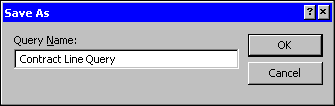 Save As
Query Name:
Contract Line Query
OK
Cancel